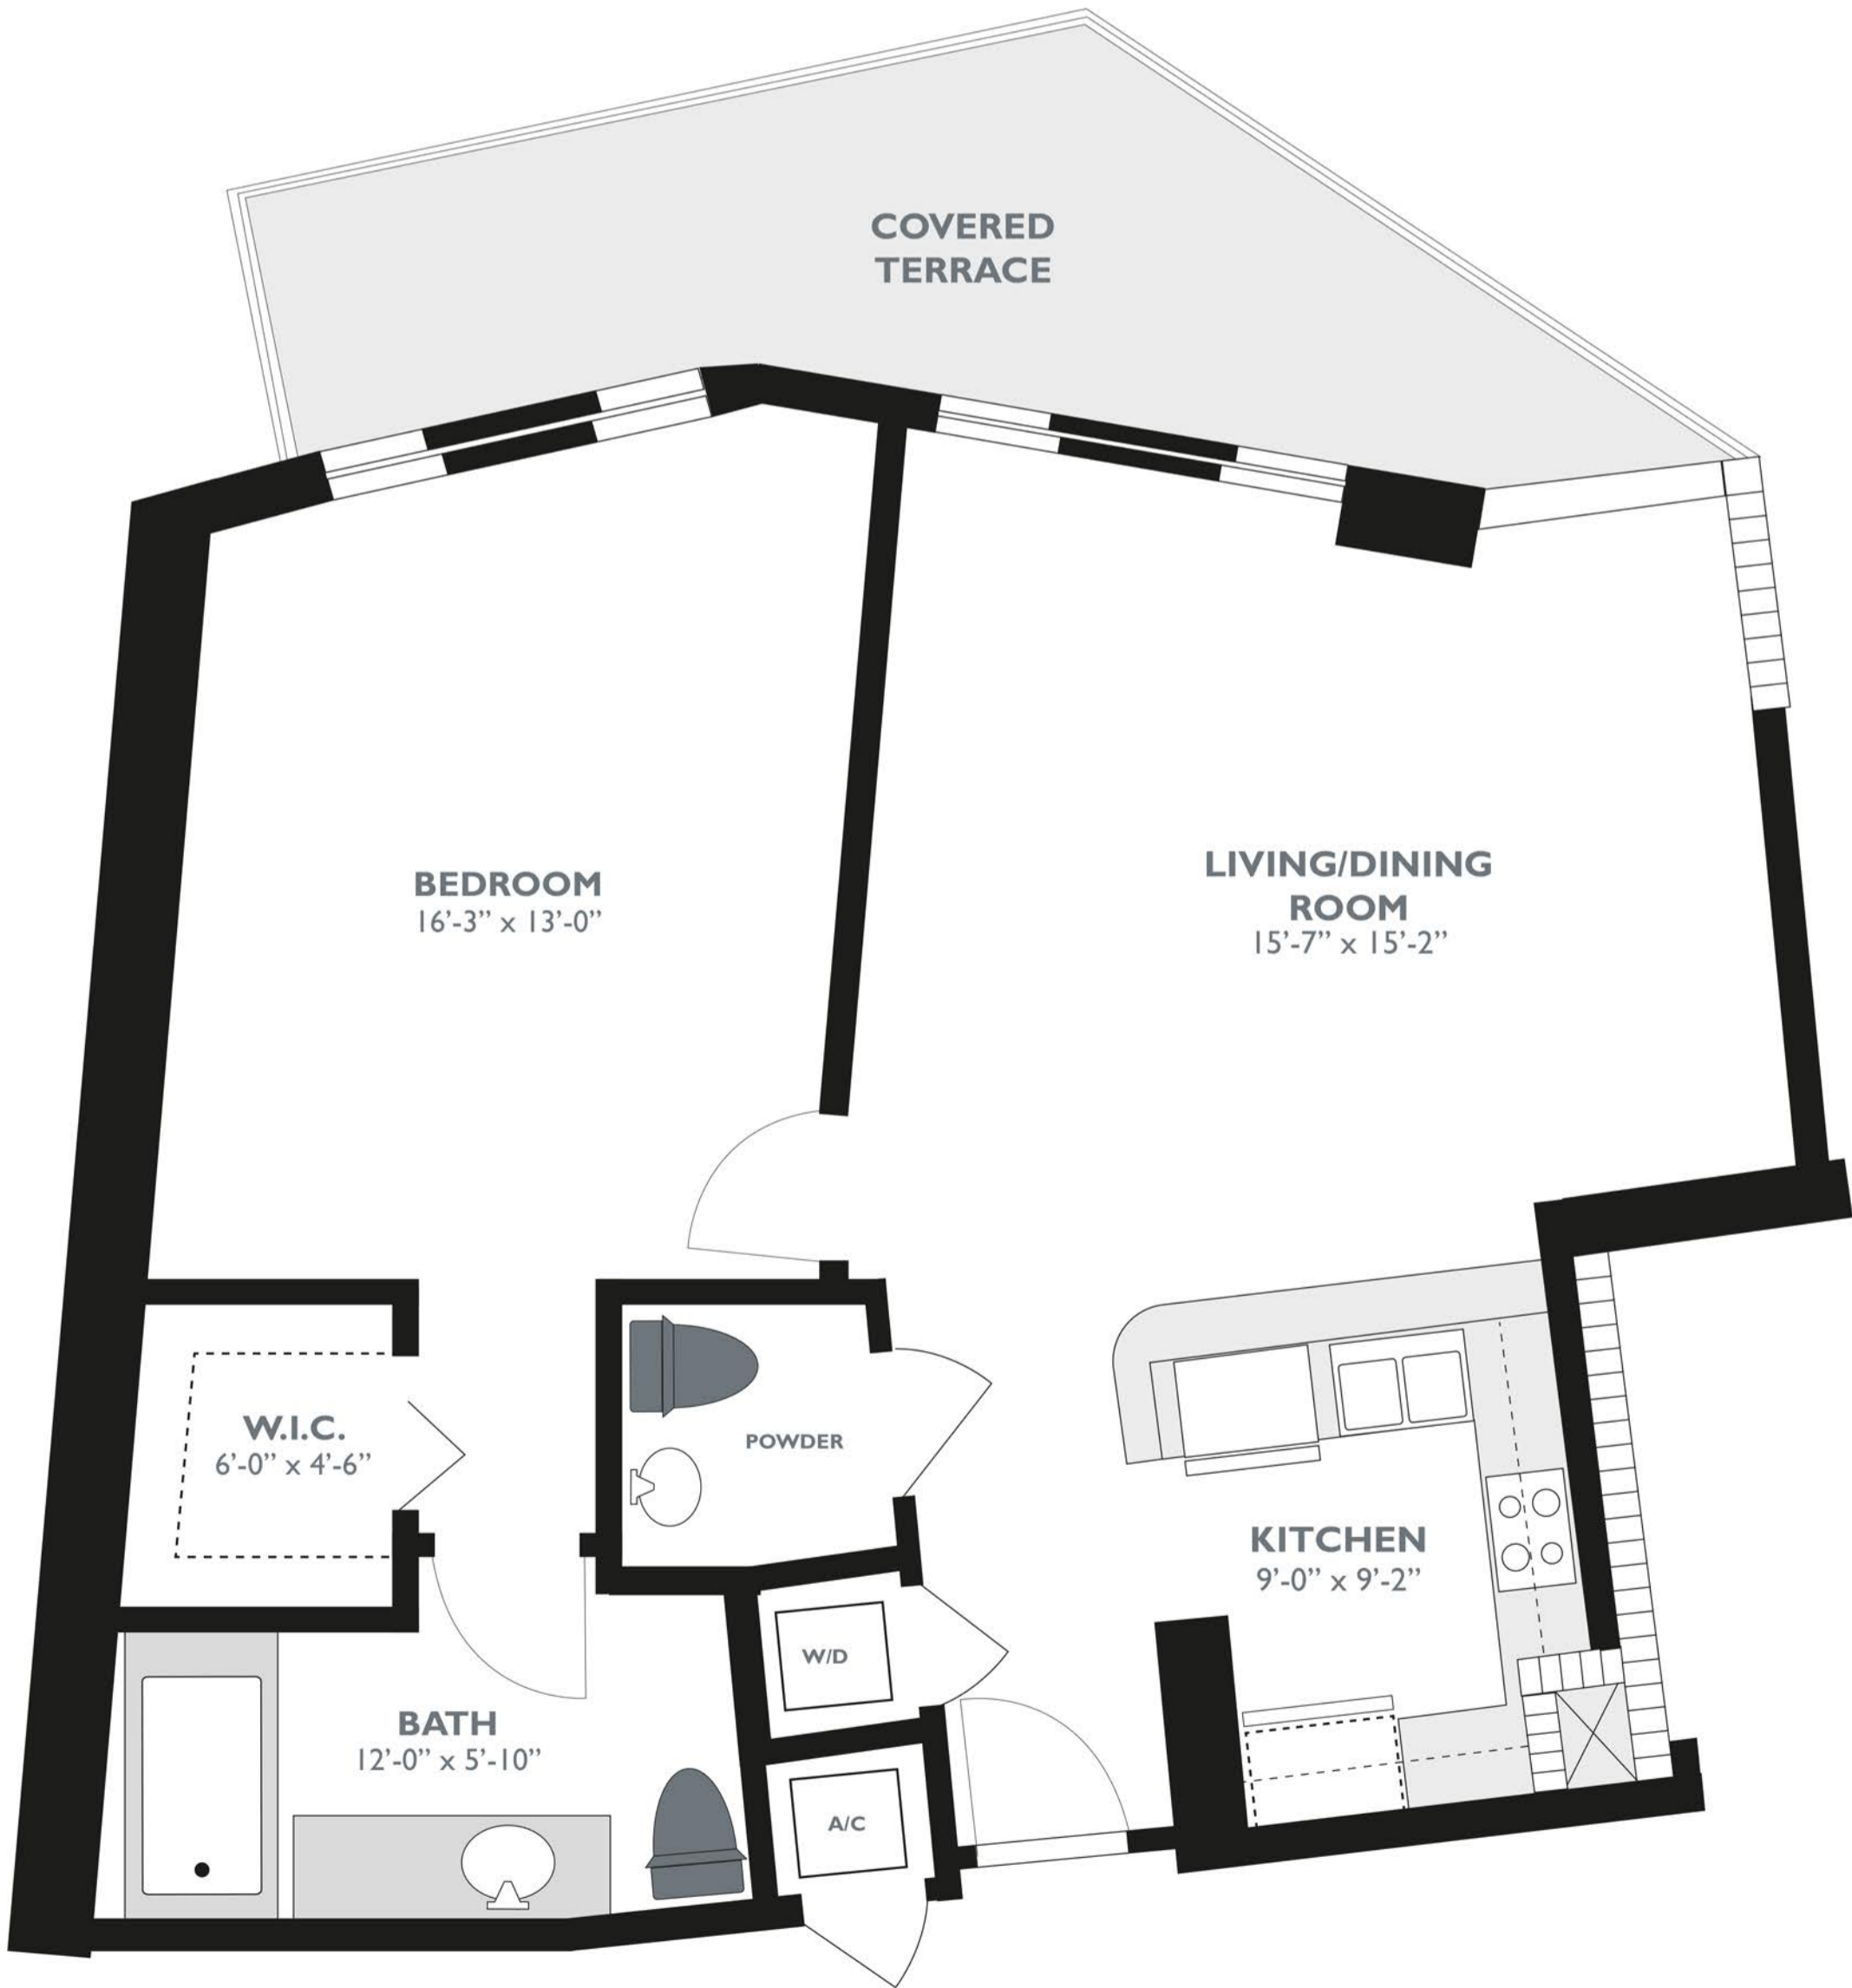 COVERED
TERRACE
BEDROOM
16’-3” x 13’-0”
LIVING/DINING
ROOM
15’-7” x 15’-2”
W.I.C.
6’-0” x 4’-6”
POWDER
KITCHEN
9’-0” x 9’-2”
W/D
BATH
12’-0” x 5’-10”
A/C